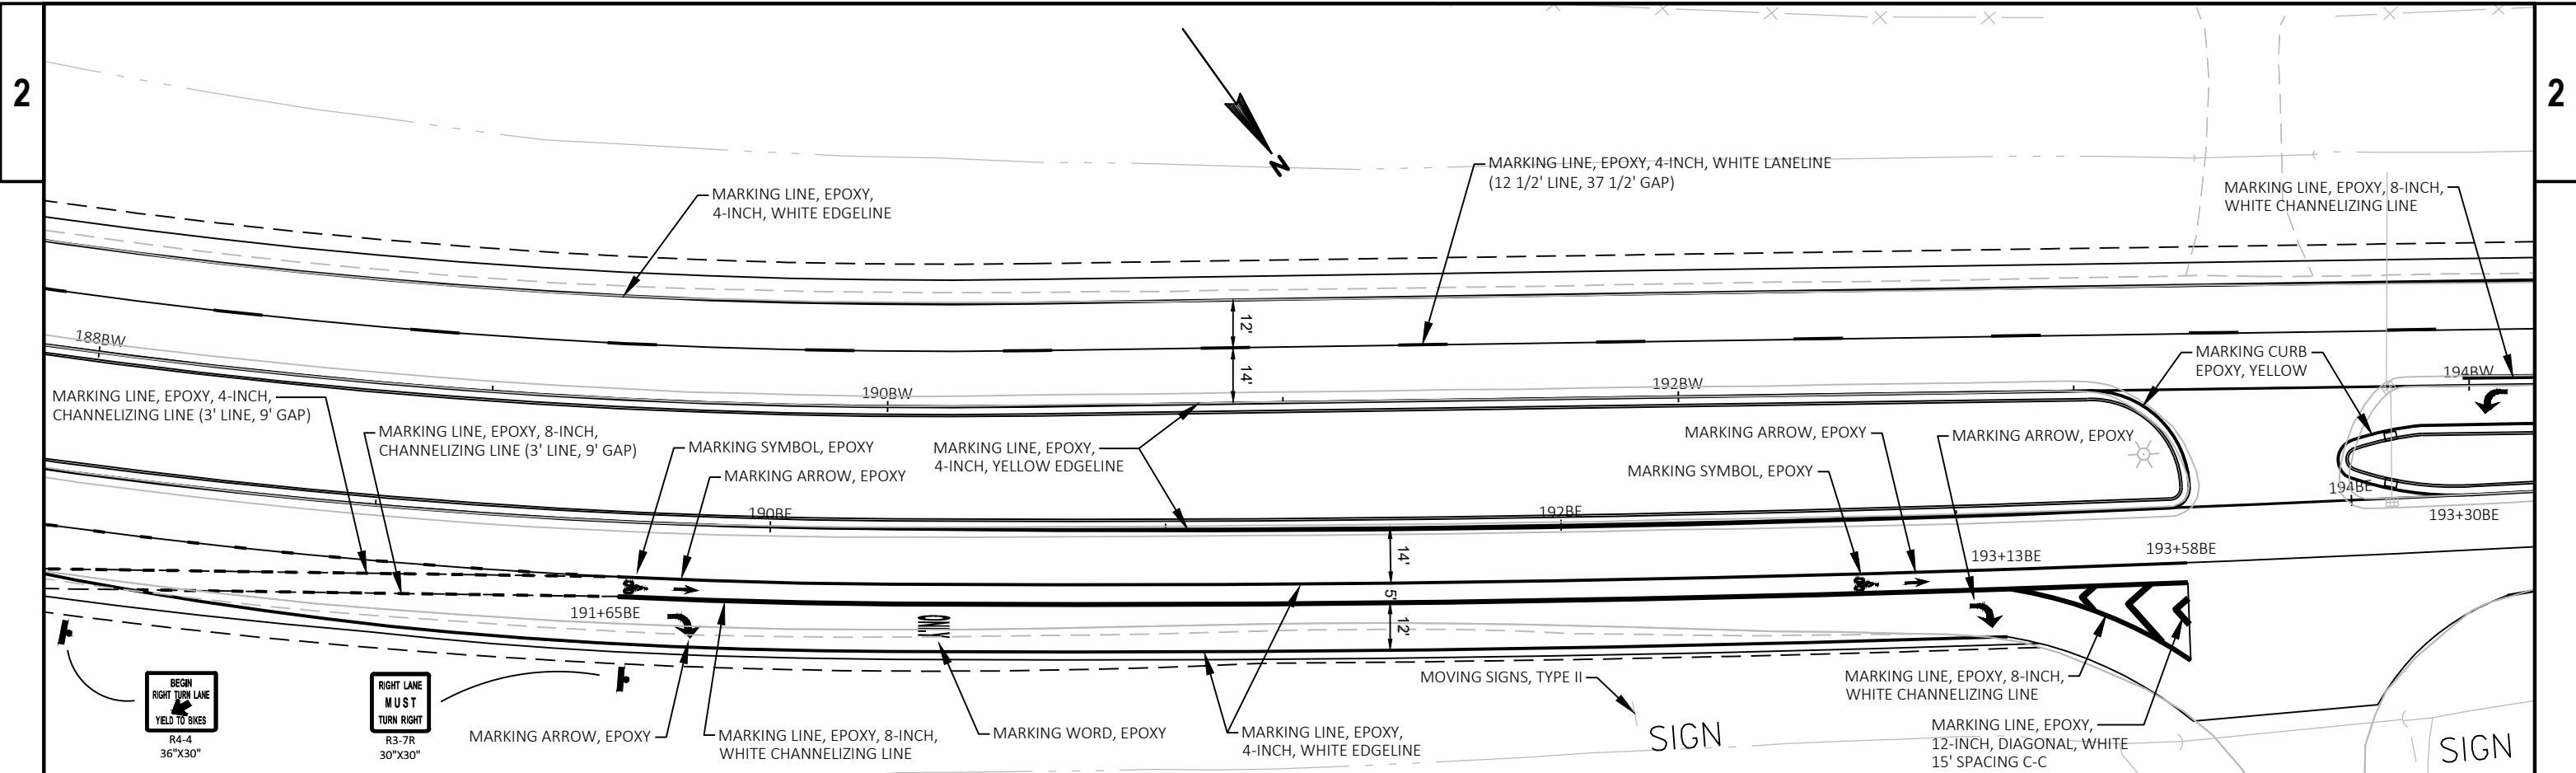 2
2
N
MARKING LINE, EPOXY,
4-INCH, WHITE EDGELINE
MARKING LINE, EPOXY, 4-INCH, WHITE LANELINE
(12 1/2' LINE, 37 1/2' GAP)
MARKING LINE, EPOXY, 8-INCH,
WHITE CHANNELIZING LINE
12'
14'
188BW
190BW
192BW
194BW
MARKING CURB
EPOXY, YELLOW
MARKING LINE, EPOXY, 4-INCH,
CHANNELIZING LINE (3' LINE, 9' GAP)
MARKING LINE, EPOXY, 8-INCH,
CHANNELIZING LINE (3' LINE, 9' GAP)
MARKING SYMBOL, EPOXY
MARKING ARROW, EPOXY
MARKING LINE, EPOXY,
4-INCH, YELLOW EDGELINE
MARKING ARROW, EPOXY
MARKING SYMBOL, EPOXY
MARKING ARROW, EPOXY
190BE
192BE
194BE
193+30BE
193+13BE
193+58BE
14'
5'
12'
191+65BE
ONLY
BEGIN
RIGHT TURN LANE
YIELD TO BIKES
R4-4
36"X30"
RIGHT LANE
MUST
TURN RIGHT
R3-7R
30"X30"
MARKING ARROW, EPOXY
MARKING LINE, EPOXY, 8-INCH,
WHITE CHANNELIZING LINE
MARKING WORD, EPOXY
MARKING LINE, EPOXY,
4-INCH, WHITE EDGELINE
MOVING SIGNS, TYPE II
SIGN
MARKING LINE, EPOXY, 8-INCH,
WHITE CHANNELIZING LINE
MARKING LINE, EPOXY,
12-INCH, DIAGONAL, WHITE
15' SPACING C-C
SIGN